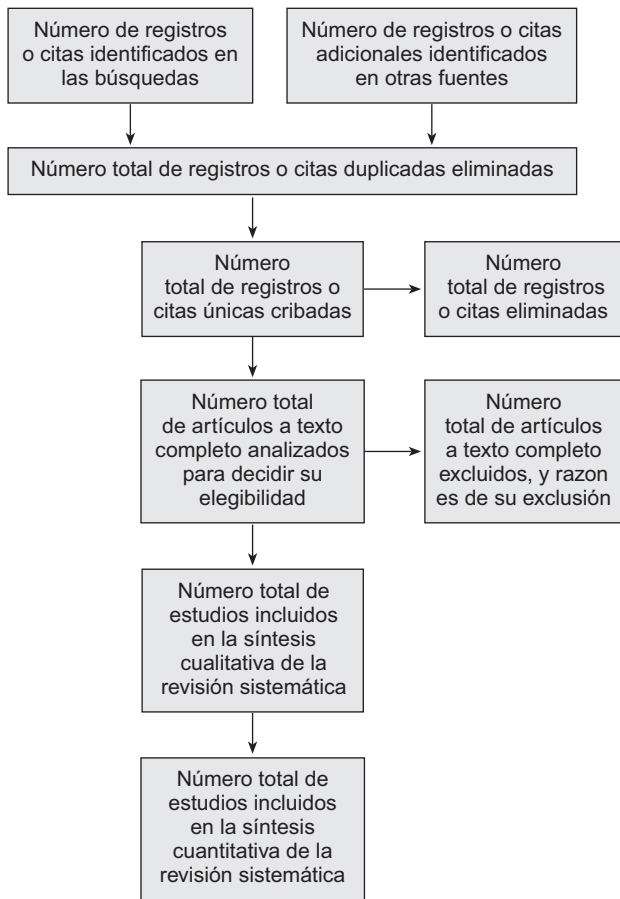 Número de registros
o citas identificados en
las búsquedas
Número de registros o citas
adicionales identificados
en otras fuentes
Número total de registros o citas duplicadas eliminadas
Número
total de registros o
citas únicas cribadas
Número
total de registros
o citas eliminadas
Número total
de artículos a texto
completo analizados
para decidir su
elegibilidad
Número
total de artículos
a texto completo
excluidos, y razon
es de su exclusión
Número total de
estudios incluidos
en la síntesis
cualitativa de la
revisión sistemática
Número total de
estudios incluidos
en la síntesis
cuantitativa de la
revisión sistemática